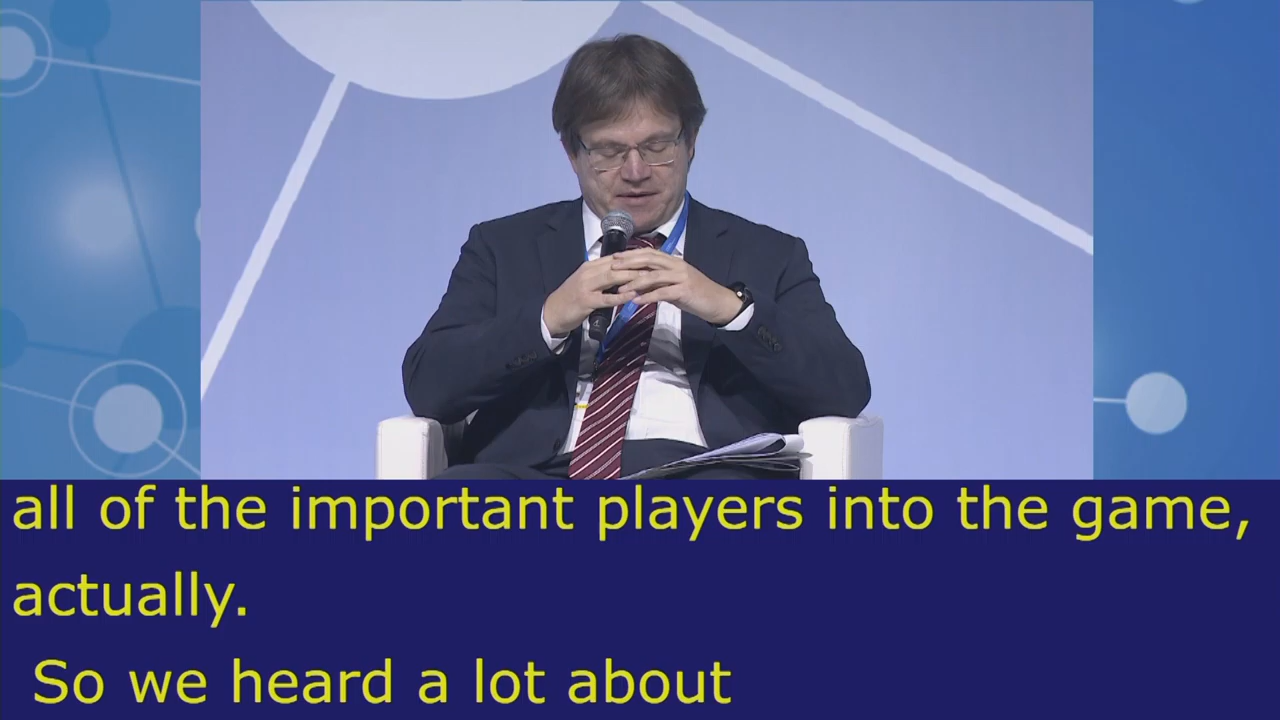 all of the important players into the game,
actually.
So we heard a lot about